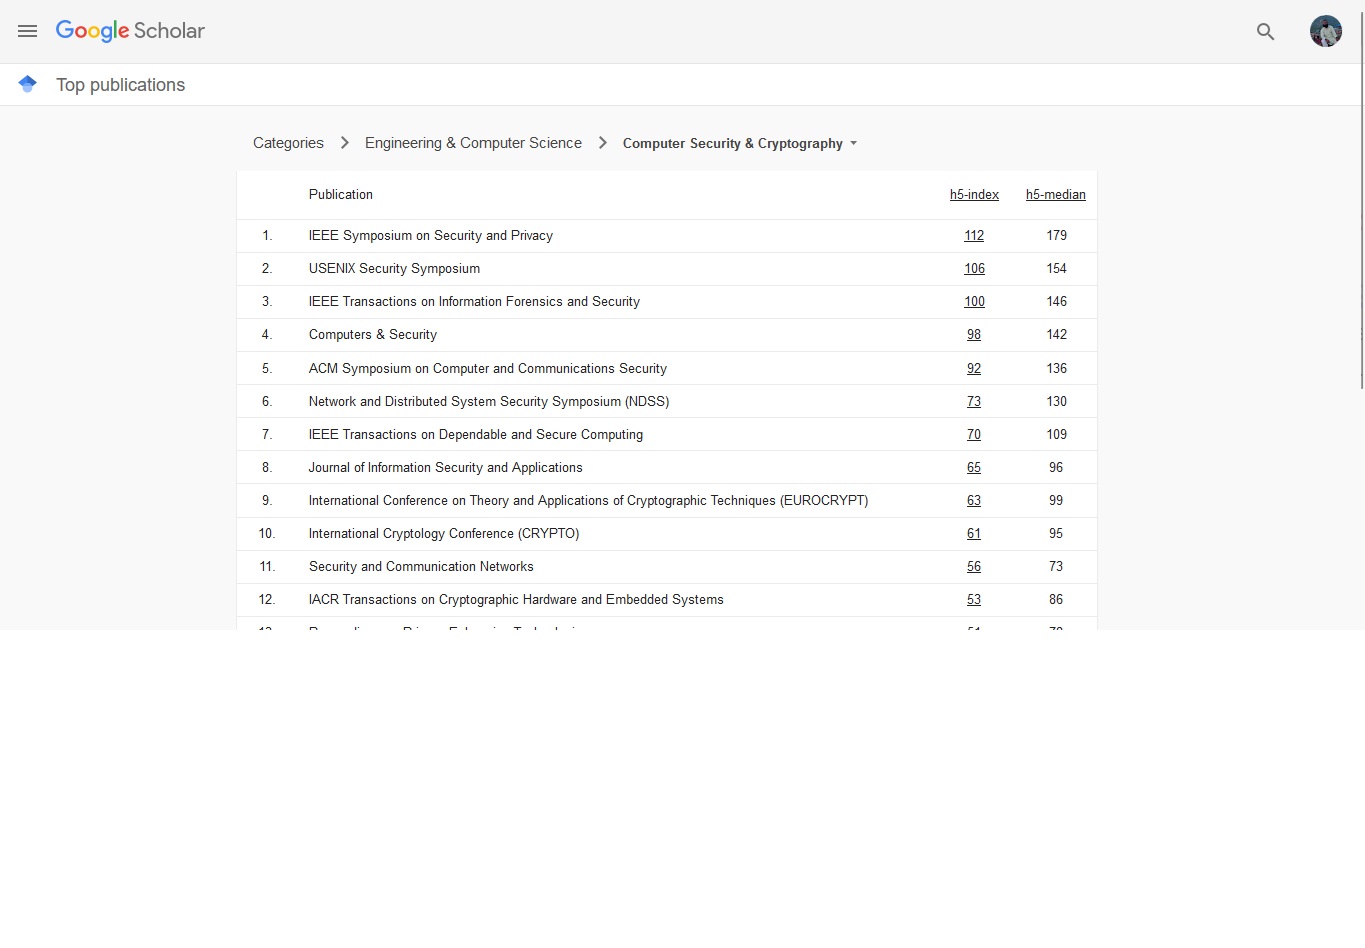 Google Scholar
Top publications
Categories Engineering & Computer Science Computer Security & Cryptography
Publication h5-index h5-median
1. IEEE Symposium on Security and Privacy 112 179
2. USENIX Security Symposium 106 154
3. IEEE Transactions on Information Forensics and Security 100 146
4. Computers & Security 98 142
5. ACM Symposium on Computer and Communications Security 92 136
6. Network and Distributed System Security Symposium (NDSS) 73 130
7. IEEE Transactions on Dependable and Secure Computing 70 109
8. Journal of Information Security and Applications 65 96
9. International Conference on Theory and Applications of Cryptographic Techniques (EUROCRYPT) 63 99
10. International Cryptology Conference (CRYPTO) 61 95
11. Security and Communication Networks 56 73
12. IACR Transactions on Cryptographic Hardware and Embedded Systems 53 86